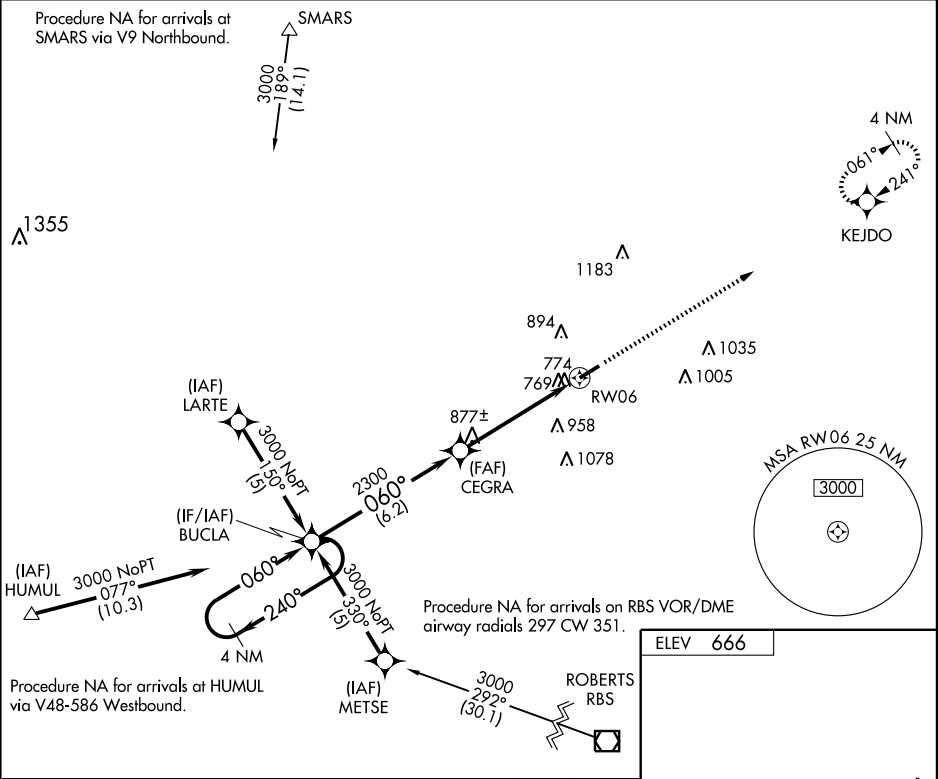 Procedure NA for arrivals at
SMARS via V9 Northbound.
SMARS
3000
189°
(14.1)
4 NM
061°
241°
KEJDO
1355
1183
894
774
769
1035
1005
RW06
877±
958
1078
(IAF)
LARTE
3000 NoPT
150°
(5)
(FAF)
CEGRA
2300
060°
(6.2)
MSA RW06 25 NM
3000
(IF/IAF)
BUCLA
(IAF)
HUMUL
3000 NoPT
077°
(10.3)
060°
240°
4 NM
3000 NoPT
330°
(5)
Procedure NA for arrivals on RBS VOR/DME
airway radials 297 CW 351.
ELEV 666
Procedure NA for arrivals at HUMUL
via V48-586 Westbound.
(IAF)
METSE
3000
292°
(30.1)
ROBERTS
RBS